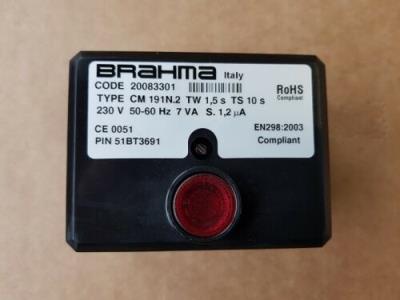 BRAHMA Italy
CODE 20083301
RoHS
Compliant
TYPE CM 191N.2 TW 1,5 s TS 10 s
230 V 50-60 Hz 7 VA S. 1,2 µA
CE 0051
EN298:2003
PIN 51BT3691
Compliant